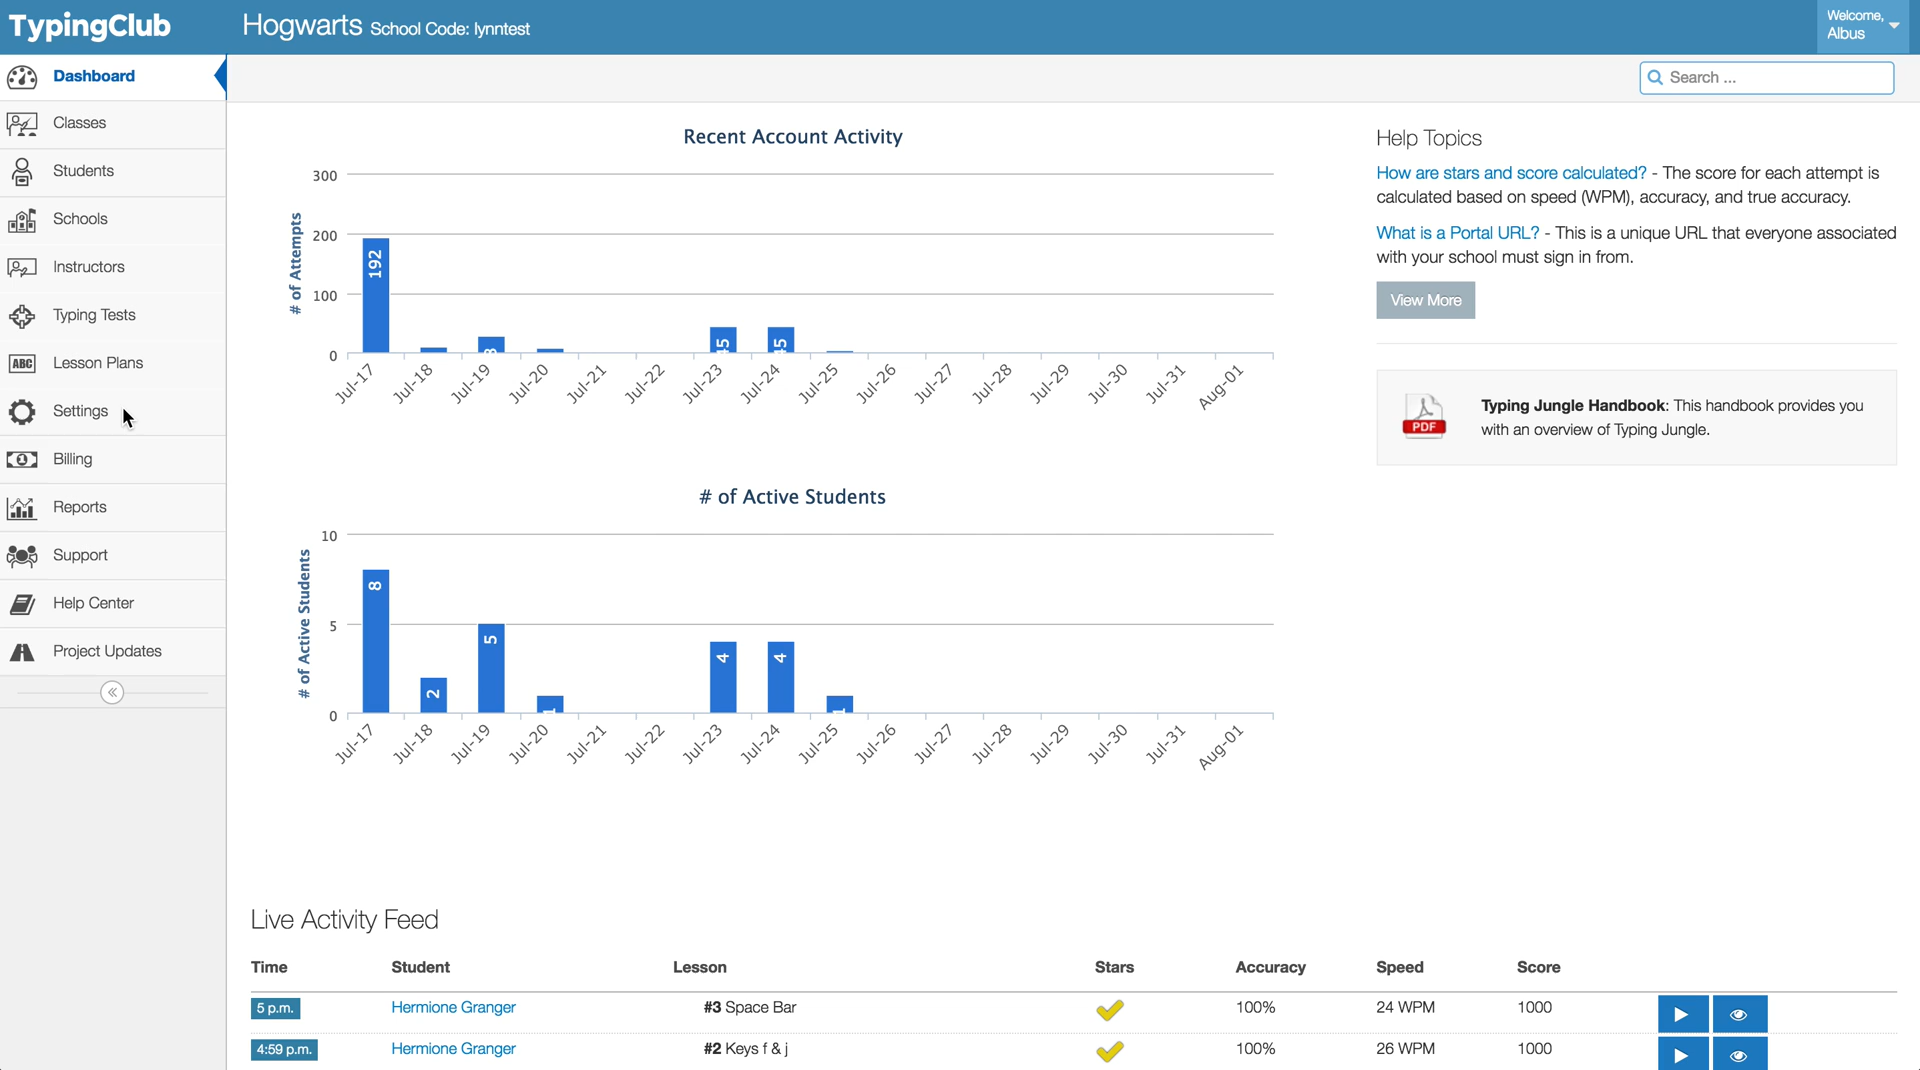 TypingClub
Hogwarts School Code: lynntest
Welcome,
Albus
Dashboard
Search ...
Classes
Students
Schools
Instructors
Typing Tests
ABC
Lesson Plans
Settings
Billing
Reports
Support
Help Center
Project Updates
Recent Account Activity
# of Attempts
300
200
100
0
192
45
45
Jul-17
Jul-18
Jul-19
Jul-20
Jul-21
Jul-22
Jul-23
Jul-24
Jul-25
Jul-26
Jul-27
Jul-28
Jul-29
Jul-30
Jul-31
Aug-01
# of Active Students
# of Active Students
10
5
0
8
2
5
1
4
4
1
Jul-17
Jul-18
Jul-19
Jul-20
Jul-21
Jul-22
Jul-23
Jul-24
Jul-25
Jul-26
Jul-27
Jul-28
Jul-29
Jul-30
Jul-31
Aug-01
Help Topics
How are stars and score calculated? - The score for each attempt is
calculated based on speed (WPM), accuracy, and true accuracy.
What is a Portal URL? - This is a unique URL that everyone associated
with your school must sign in from.
View More
PDF
Typing Jungle Handbook: This handbook provides you
with an overview of Typing Jungle.
Live Activity Feed
Time Student Lesson Stars Accuracy Speed Score
5 p.m. Hermione Granger #3 Space Bar 100% 24 WPM 1000
4:59 p.m. Hermione Granger #2 Keys f & j 100% 26 WPM 1000